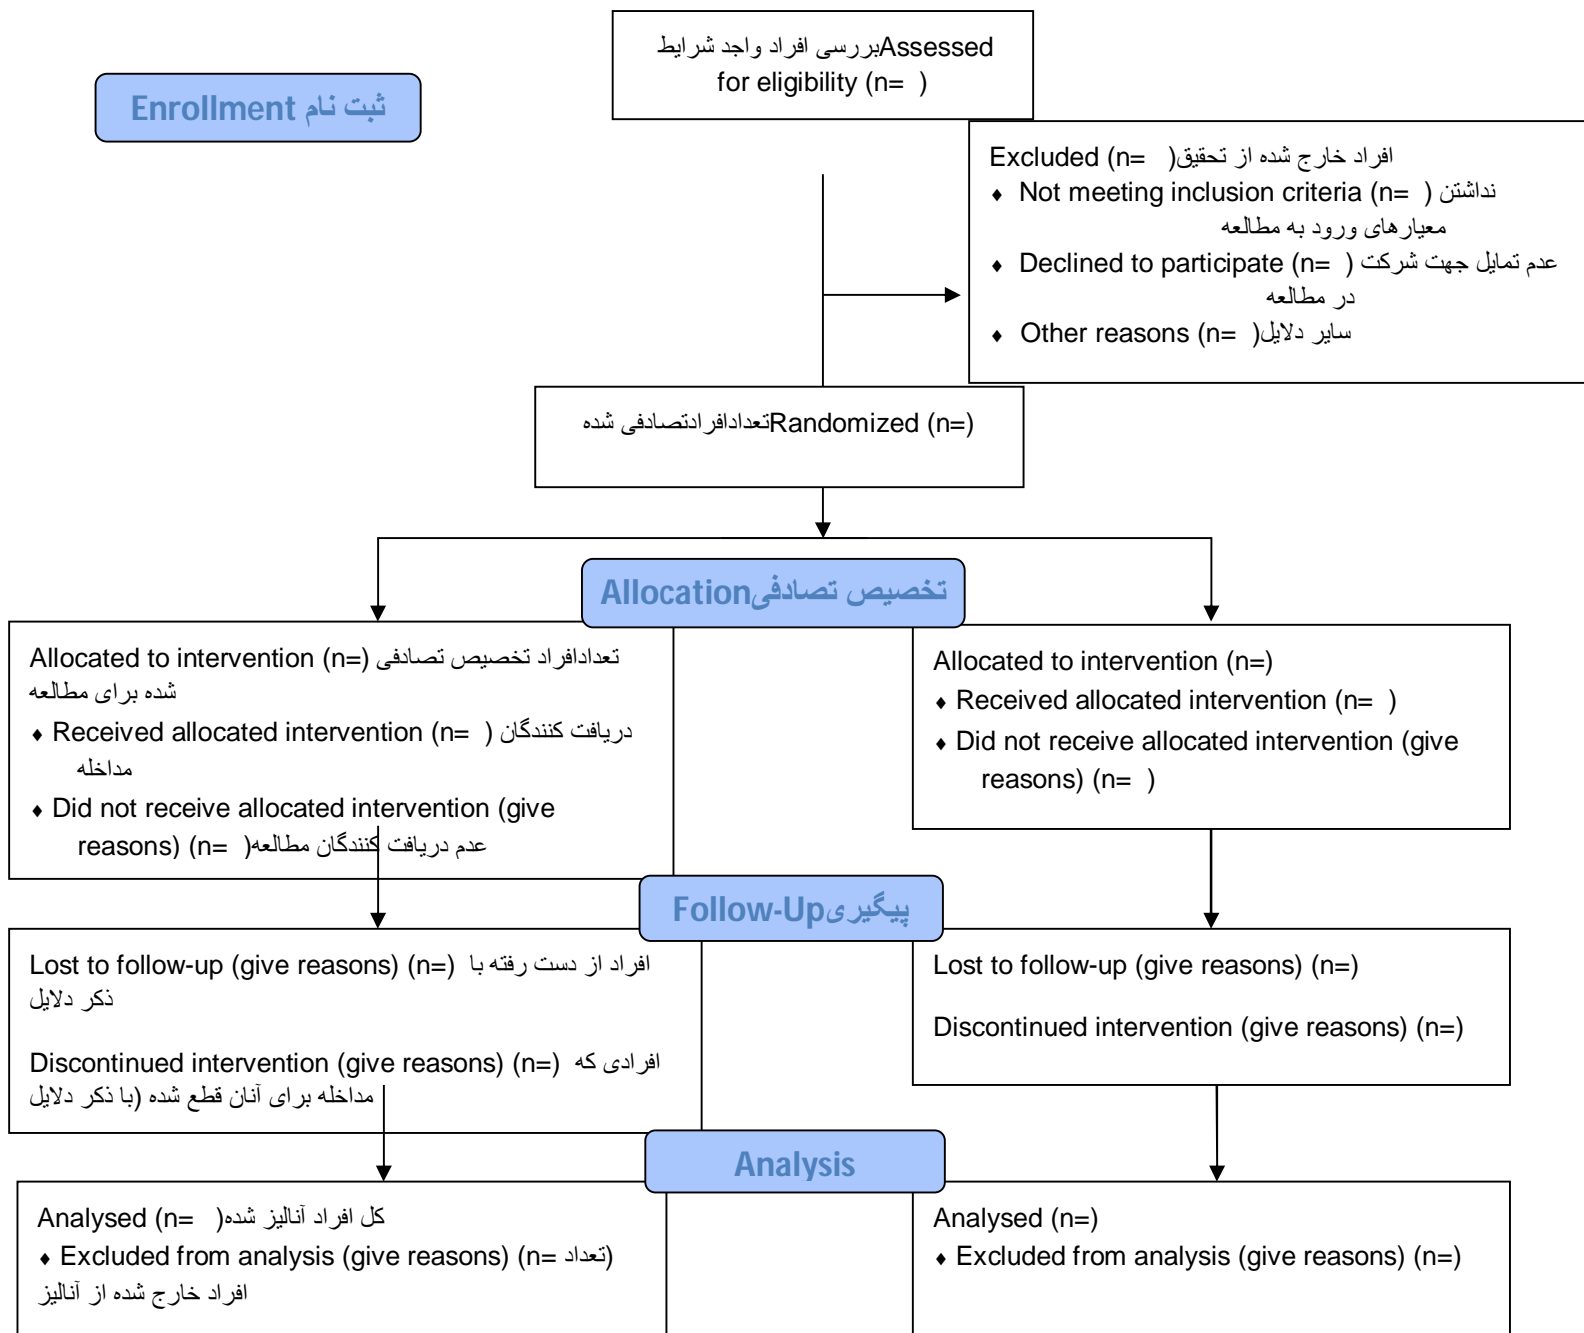 بررسی افراد واجد شرایطAssessed
for eligibility (n=  )
ثبت نام Enrollment
Excluded (n=  )افراد خارج شده از تحقیق
♦ Not meeting inclusion criteria (n=  ) نداشتن
معیارهای ورود به مطالعه
♦ Declined to participate (n=  ) عدم تمایل جهت شرکت
در مطالعه
♦ Other reasons (n=  )سایر دلایل
تعدادافرادتصادفی شدهRandomized (n=)
تخصیص تصادفیAllocation
Allocated to intervention (n=) تعدادافراد تخصیص تصادفی
شده برای مطالعه
♦ Received allocated intervention (n=  ) دریافت کنندگان
مداخله
♦ Did not receive allocated intervention (give
reasons) (n=  )عدم دریافت کنندگان مطالعه
Allocated to intervention (n=)
♦ Received allocated intervention (n=  )
♦ Did not receive allocated intervention (give
reasons) (n=  )
پیگیریFollow-Up
Lost to follow-up (give reasons) (n=) افراد از دست رفته با
ذکر دلایل
Discontinued intervention (give reasons) (n=) افرادی که
مداخله برای آنان قطع شده (با ذکر دلایل
Lost to follow-up (give reasons) (n=)
Discontinued intervention (give reasons) (n=)
Analysis
Analysed (n=  )کل افراد آنالیز شده
♦ Excluded from analysis (give reasons) (n= تعداد)
افراد خارج شده از آنالیز
Analysed (n=)
♦ Excluded from analysis (give reasons) (n=)